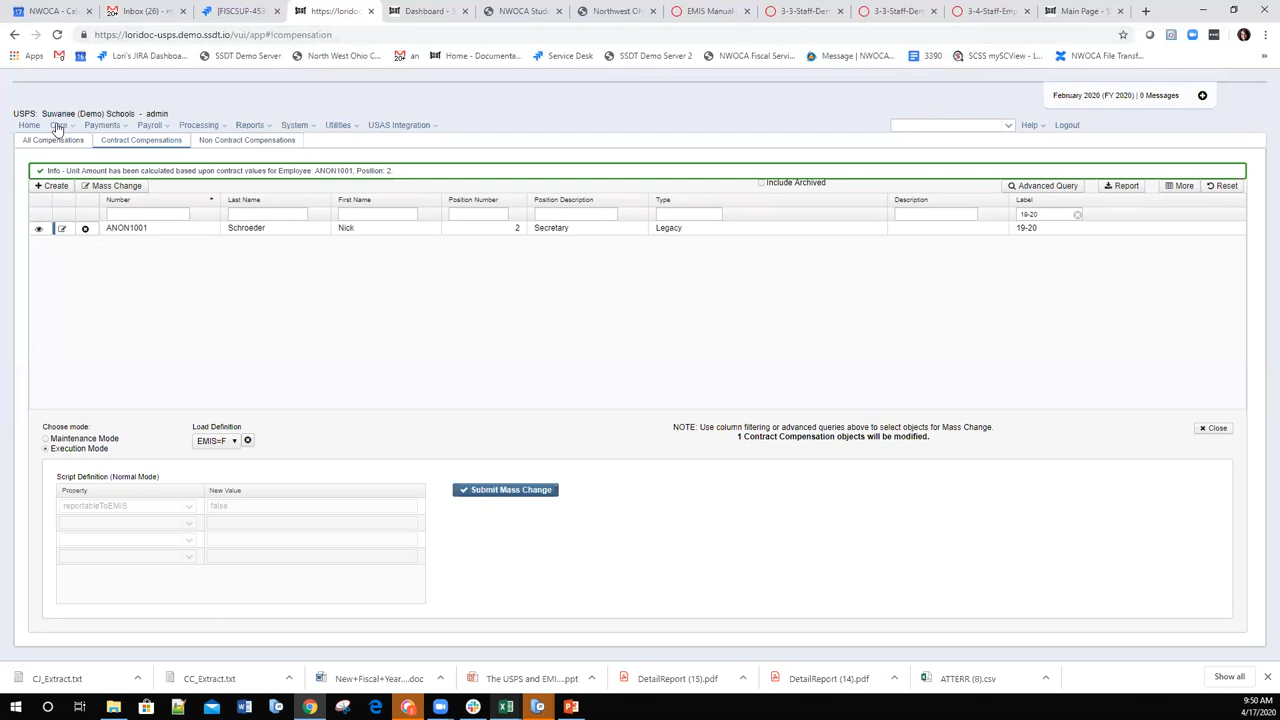 NWOCA - Cal
Inbox (26) - m
[FISCSUP-453
https://lorido
Dashboard - S
NWOCA Stud
Northwest O
EMIS Manual
3-3-Staff-Den
3-3-Staff-Den
3-4-Staff-Emp
Main Page - S
https://loridoc-usps.demo.ssdt.io/vui/app#!compensation
Apps
Lori's JIRA Dashboa...
SSDT Demo Server
North West Ohio C...
an
Home - Documenta...
Service Desk
SSDT Demo Server 2
NWOCA Fiscal Servi...
Message | NWOCA...
3390
SCSS mySCView - L...
NWOCA File Transf...
February 2020 (FY 2020) | 0 Messages
USPS: Suwanee (Demo) Schools - admin
Home Core Payments Payroll Processing Reports System Utilities USAS Integration Help Logout
All Compensations Contract Compensations Non Contract Compensations
Info - Unit Amount has been calculated based upon contract values for Employee: ANON1001, Position: 2.
Create Mass Change Include Archived Advanced Query Report More Reset
Number Last Name First Name Position Number Position Description Type Description Label
19-20
ANON1001 Schroeder Nick 2 Secretary Legacy 19-20
Choose mode:
Maintenance Mode
Execution Mode
Load Definition
EMIS=F
NOTE: Use column filtering or advanced queries above to select objects for Mass Change.
1 Contract Compensation objects will be modified.
Close
Script Definition (Normal Mode)
Property New Value
reportableToEMIS false
Submit Mass Change
CJ_Extract.txt
CC_Extract.txt
New+Fiscal+Year....doc
The USPS and EMI....ppt
DetailReport (15).pdf
DetailReport (14).pdf
ATTERR (8).csv
Show all
9:50 AM
4/17/2020